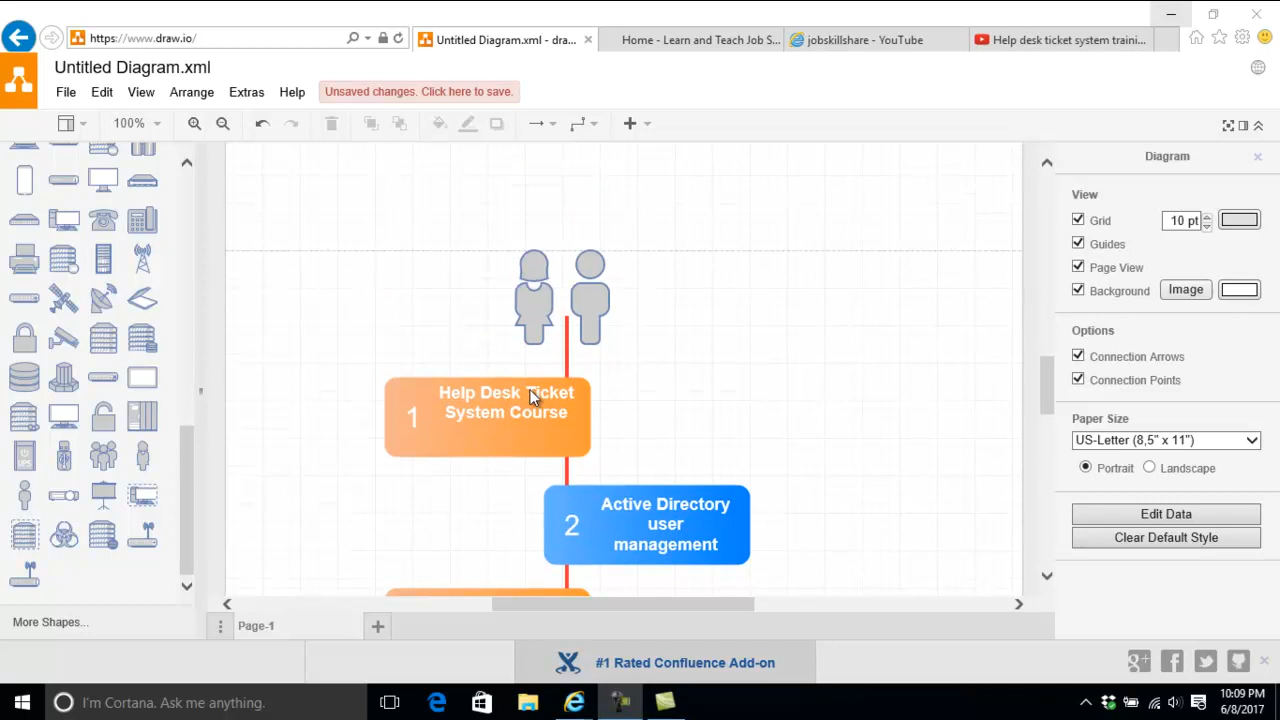 https://www.draw.io/
Untitled Diagram.xml - dra...
Home - Learn and Teach Job S...
jobskillshare - YouTube
Help desk ticket system traini...
Untitled Diagram.xml
File Edit View Arrange Extras Help
Unsaved changes. Click here to save.
100%
Diagram
View
Grid
10 pt
Guides
Page View
Background
Image
Options
Connection Arrows
Connection Points
Paper Size
US-Letter (8,5" x 11")
Portrait
Landscape
Edit Data
Clear Default Style
1
Help Desk Ticket
System Course
2
Active Directory
user
management
More Shapes...
Page-1
#1 Rated Confluence Add-on
I'm Cortana. Ask me anything.
10:09 PM
6/8/2017